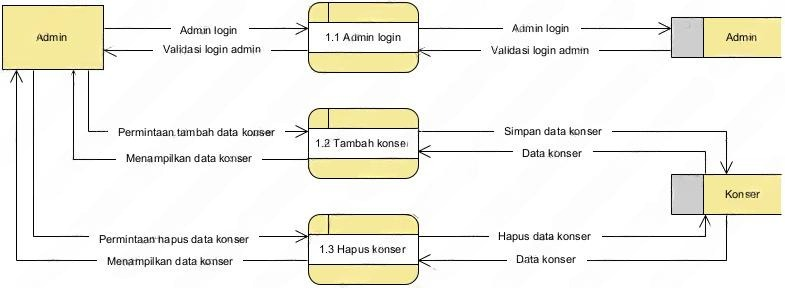 Admin
Admin login
Validasi login admin
1.1 Admin login
Admin login
Validasi login admin
Admin
Permintaan tambah data konser
Menampilkan data konser
1.2 Tambah konser
Simpan data konser
Data konser
Konser
Permintaan hapus data konser
Menampilkan data konser
1.3 Hapus konser
Hapus data konser
Data konser